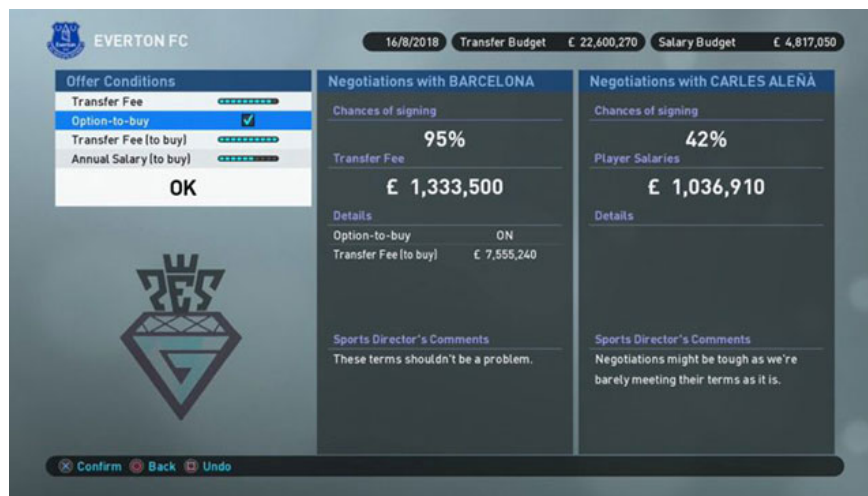 EVERTON FC
16/8/2018 Transfer Budget £ 22,600,270 Salary Budget £ 4,817,050
Offer Conditions
Transfer Fee
Option-to-buy
Transfer Fee (to buy)
Annual Salary (to buy)
OK
PES
Negotiations with BARCELONA
Chances of signing
95%
Transfer Fee
£ 1,333,500
Details
Option-to-buy ON
Transfer Fee (to buy) £ 7,555,240
Sports Director's Comments
These terms shouldn't be a problem.
Negotiations with CARLES ALEÑÀ
Chances of signing
42%
Player Salaries
£ 1,036,910
Details
Sports Director's Comments
Negotiations might be tough as we're
barely meeting their terms as it is.
Confirm Back Undo